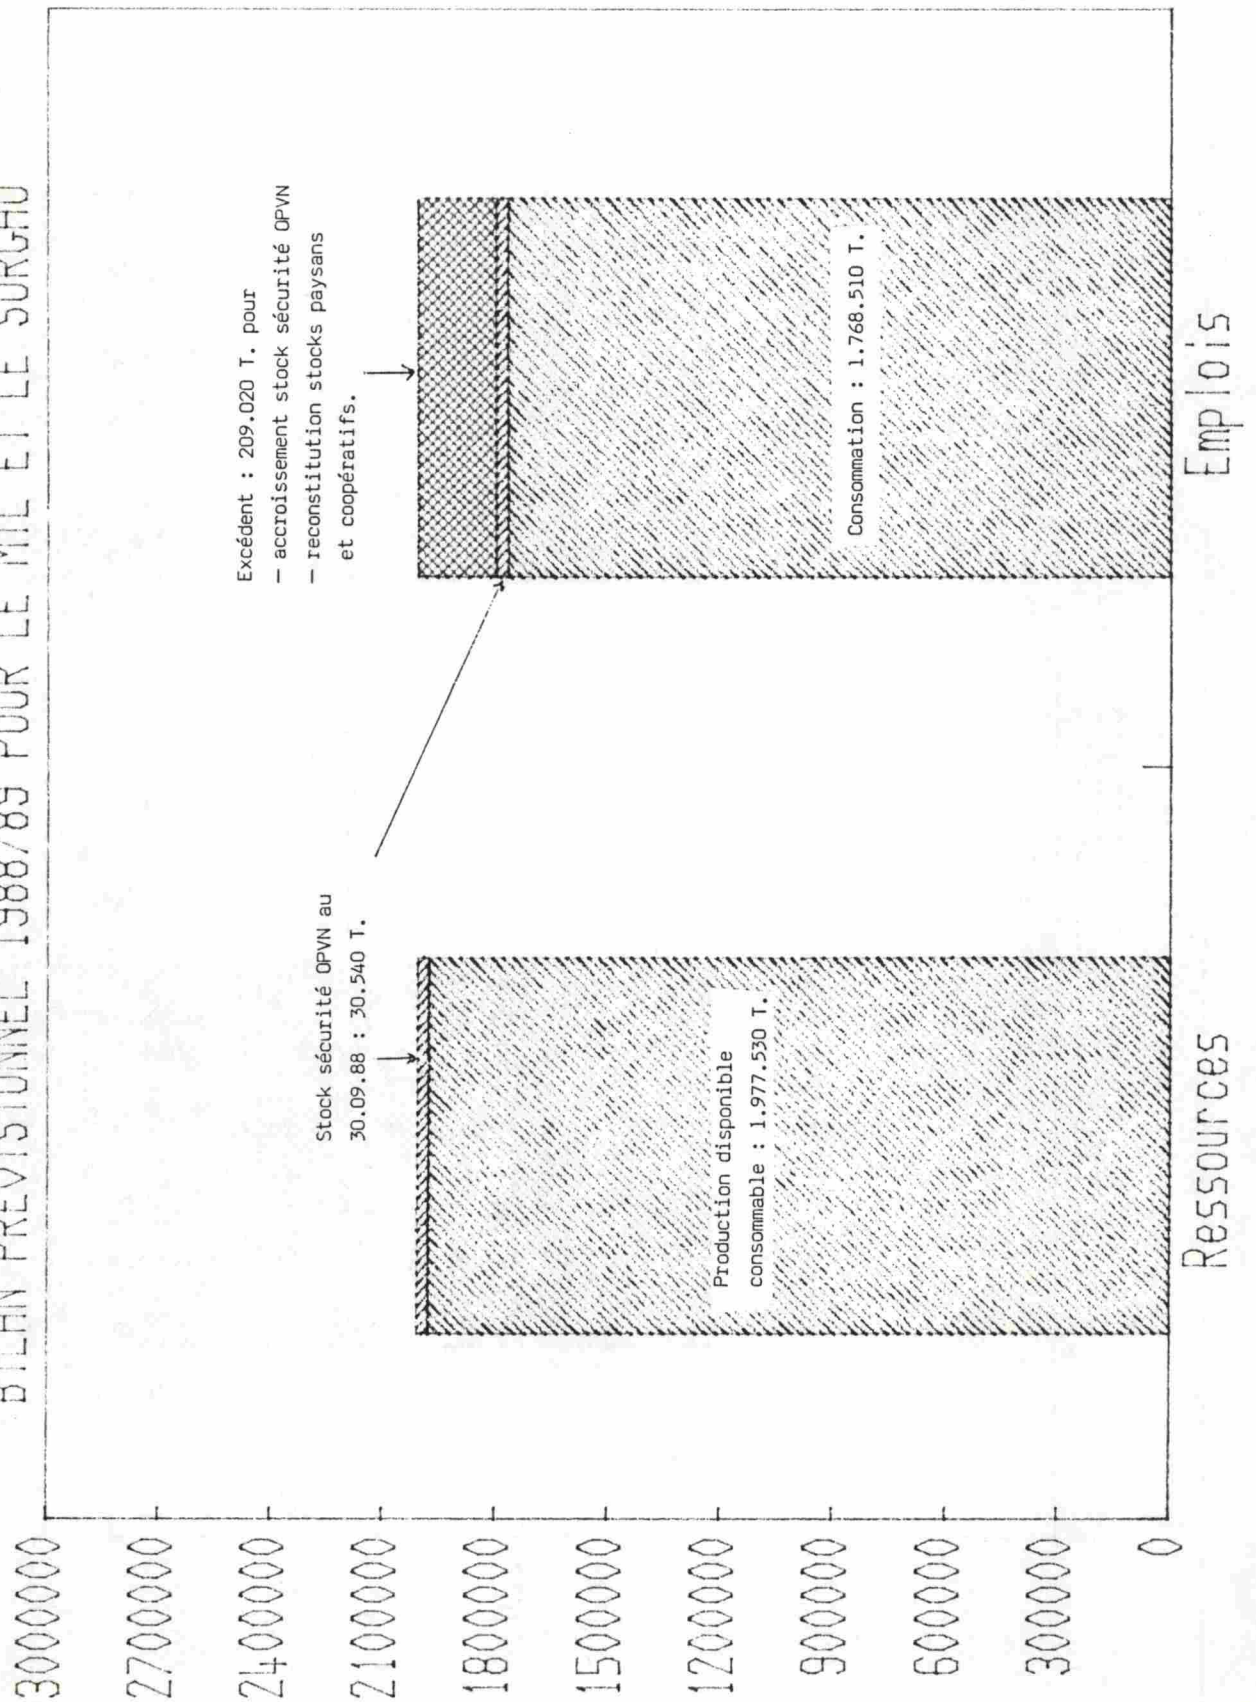 BILAN PREVISIONNEL 1988/89 POUR LE MIL ET LE SORGHO
3000000
2700000
2400000
2100000
1800000
1500000
1200000
900000
600000
300000
0
Stock sécurité OPVN au
30.09.88 : 30.540 T.
Production disponible
consommable : 1.977.530 T.
Excédent : 209.020 T. pour
— accroissement stock sécurité OPVN
— reconstitution stocks paysans
et coopératifs.
Consommation : 1.768.510 T.
Ressources
Emplois